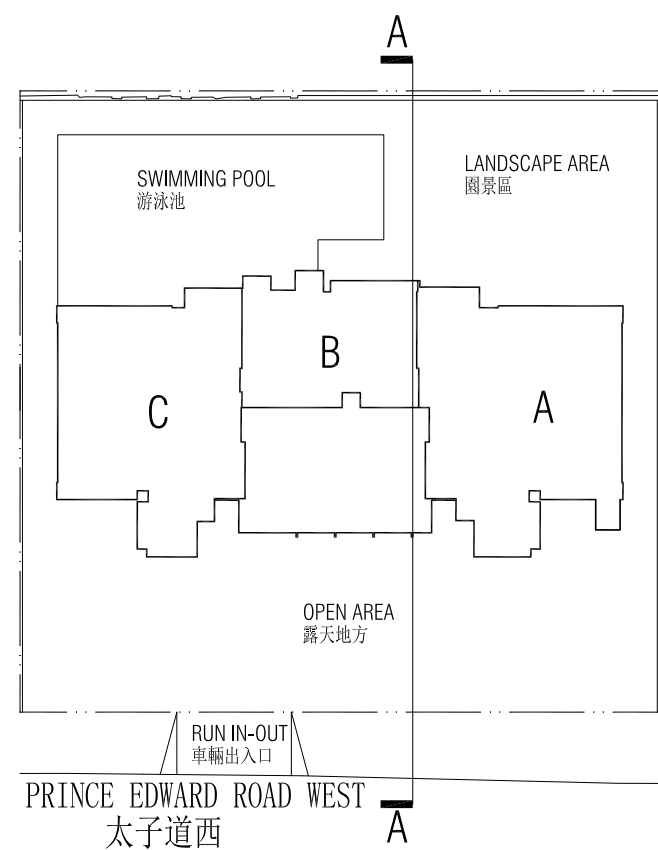 A
SWIMMING POOL
游泳池
LANDSCAPE AREA
園景區
B
C
A
OPEN AREA
露天地方
RUN IN-OUT
車輛出入口
PRINCE EDWARD ROAD WEST
太子道西
A